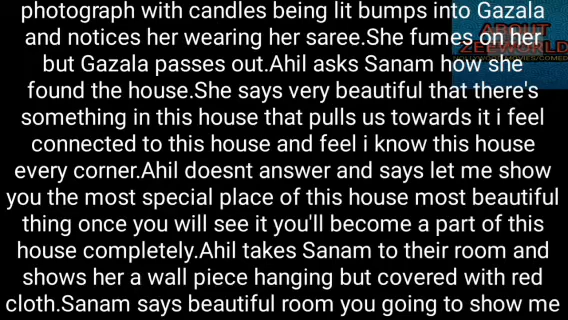 photograph with candles being lit bumps into Gazala
and notices her wearing her saree.She fumes on her
but Gazala passes out.Ahil asks Sanam how she
found the house.She says very beautiful that there's
something in this house that pulls us towards it i feel
connected to this house and feel i know this house
every corner.Ahil doesnt answer and says let me show
you the most special place of this house most beautiful
thing once you will see it you'll become a part of this
house completely.Ahil takes Sanam to their room and
shows her a wall piece hanging but covered with red
cloth.Sanam says beautiful room you going to show me
ABOUT
ZEEWORLD